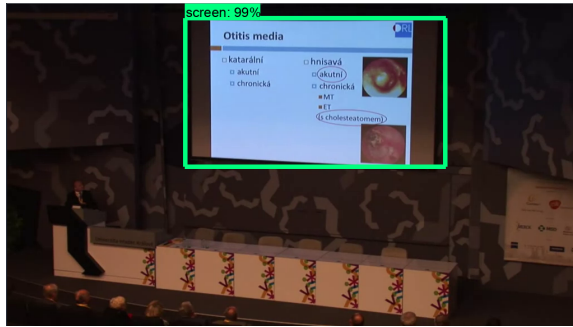 screen: 99%
Otitis media
katarální
akutní
chronická
hnisavá
akutní
chronická
MT
ET
(s cholesteatomem)